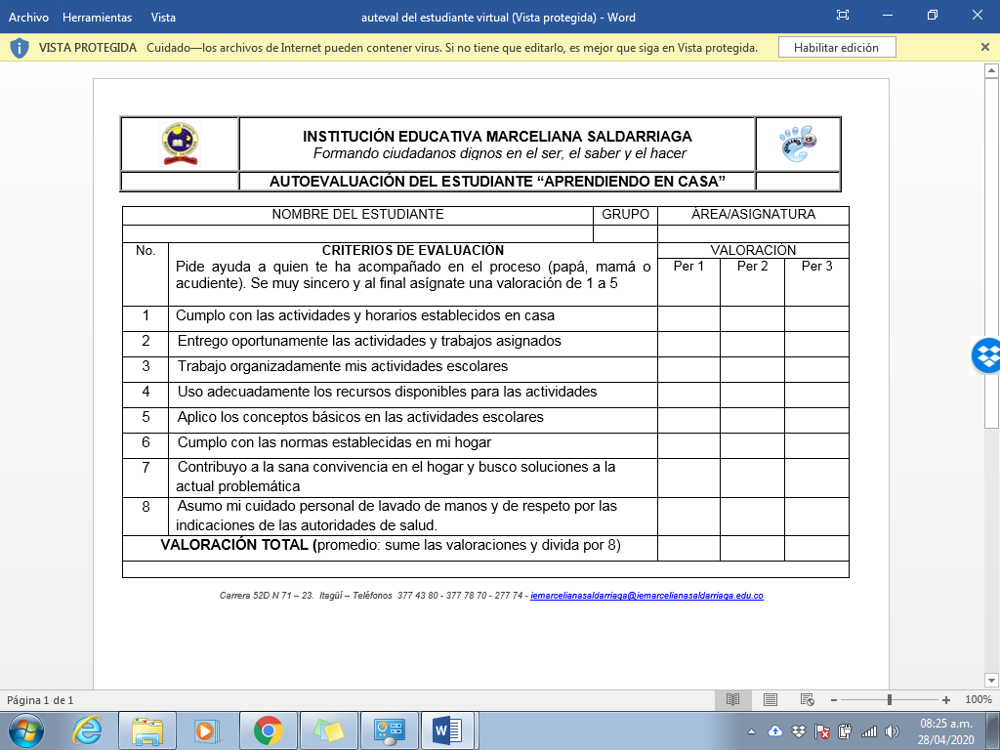 Archivo Herramientas Vista auteval del estudiante virtual (Vista protegida) - Word
VISTA PROTEGIDA Cuidado—los archivos de Internet pueden contener virus. Si no tiene que editarlo, es mejor que siga en Vista protegida. Habilitar edición
INSTITUCIÓN EDUCATIVA MARCELIANA SALDARRIAGA
Formando ciudadanos dignos en el ser, el saber y el hacer
AUTOEVALUACIÓN DEL ESTUDIANTE “APRENDIENDO EN CASA”
NOMBRE DEL ESTUDIANTE GRUPO ÀREA/ASIGNATURA
No. CRITERIOS DE EVALUACIÓN VALORACIÓN
Pide ayuda a quien te ha acompañado en el proceso (papá, mamá o Per 1 Per 2 Per 3
acudiente). Se muy sincero y al final asígnate una valoración de 1 a 5
1 Cumplo con las actividades y horarios establecidos en casa
2 Entrego oportunamente las actividades y trabajos asignados
3 Trabajo organizadamente mis actividades escolares
4 Uso adecuadamente los recursos disponibles para las actividades
5 Aplico los conceptos básicos en las actividades escolares
6 Cumplo con las normas establecidas en mi hogar
7 Contribuyo a la sana convivencia en el hogar y busco soluciones a la
actual problemática
8 Asumo mi cuidado personal de lavado de manos y de respeto por las
indicaciones de las autoridades de salud.
VALORACIÓN TOTAL (promedio: sume las valoraciones y divida por 8)
Carrera 52D N 71 – 23. Itagüí – Teléfonos 377 43 80 - 377 78 70 - 277 74 - iemarcelianasaldarriaga@iemarcelianasaldarriaga.edu.co
Página 1 de 1 100%
08:25 a.m.
28/04/2020